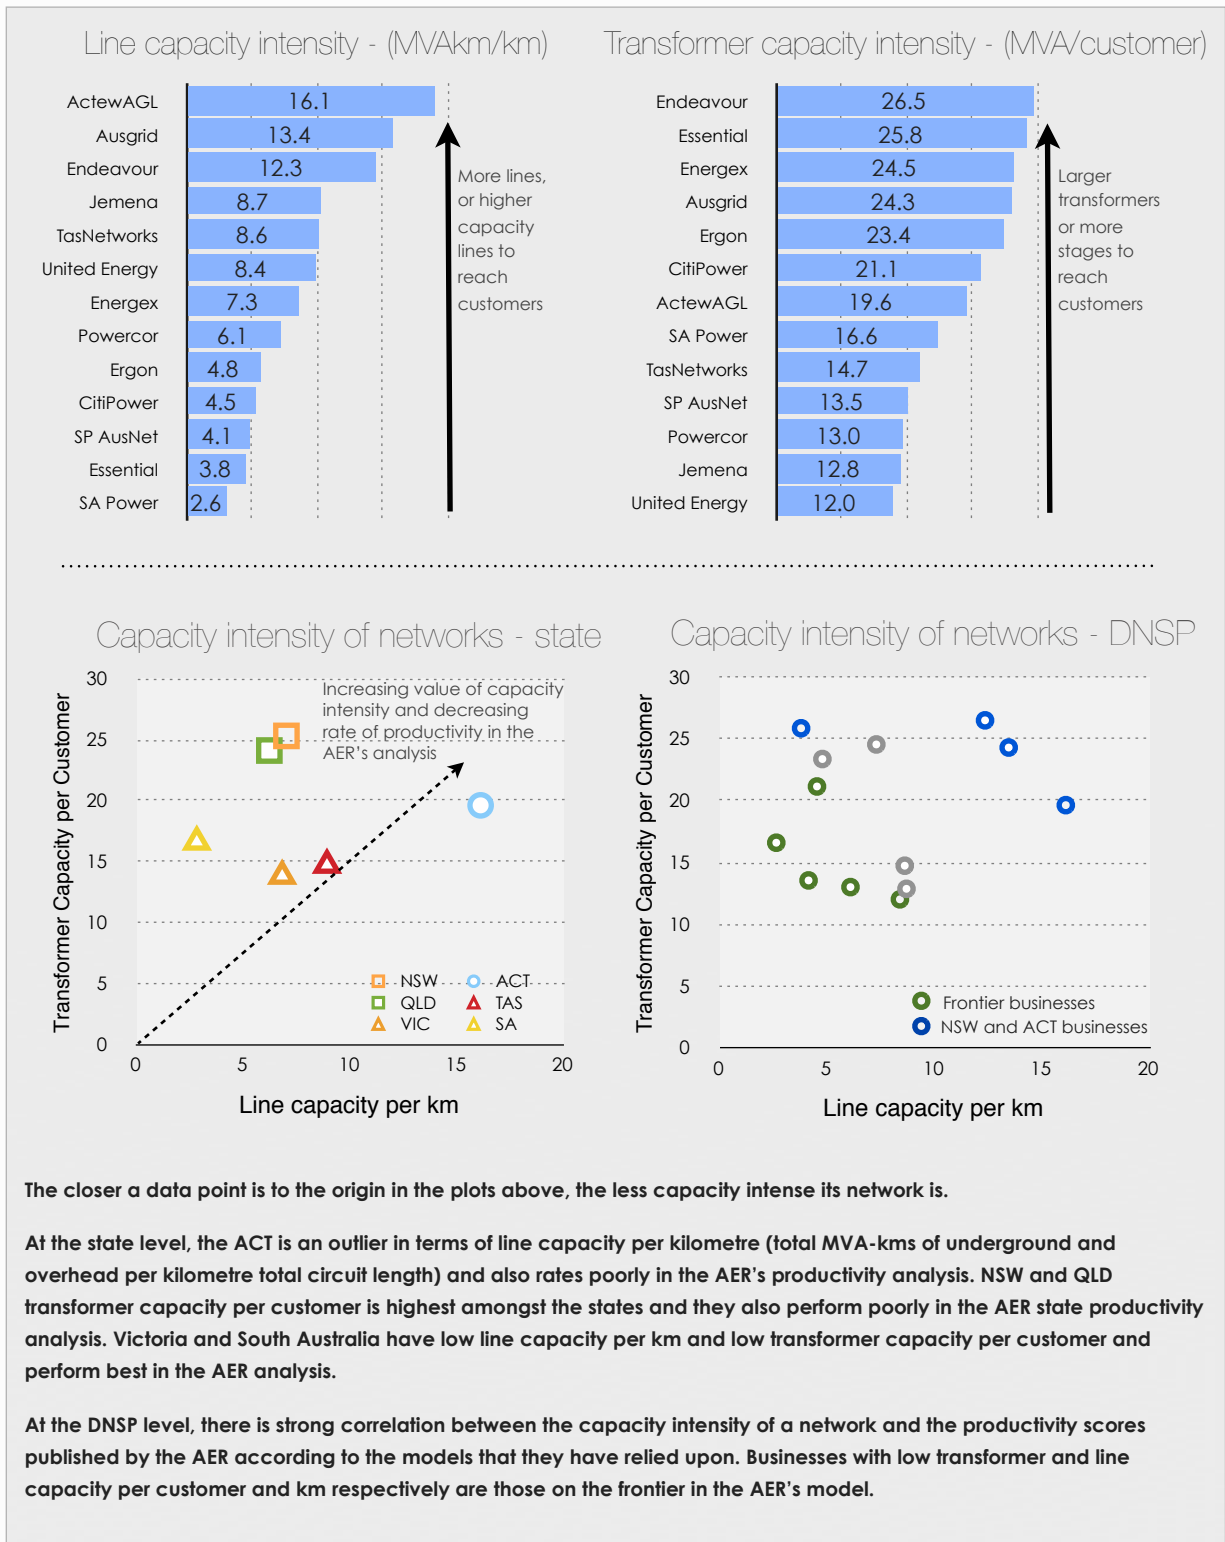 Line capacity intensity - (MVAkm/km)
ActewAGL 16.1
Ausgrid 13.4
Endeavour 12.3
Jemena 8.7
TasNetworks 8.6
United Energy 8.4
Energex 7.3
Powercor 6.1
Ergon 4.8
CitiPower 4.5
SP AusNet 4.1
Essential 3.8
SA Power 2.6
More lines,
or higher
capacity
lines to
reach
customers
Transformer capacity intensity - (MVA/customer)
Endeavour 26.5
Essential 25.8
Energex 24.5
Ausgrid 24.3
Ergon 23.4
CitiPower 21.1
ActewAGL 19.6
SA Power 16.6
TasNetworks 14.7
SP AusNet 13.5
Powercor 13.0
Jemena 12.8
United Energy 12.0
Larger
transformers
or more
stages to
reach
customers
Capacity intensity of networks - state
Transformer Capacity per Customer
30
25
20
15
10
5
0
Increasing value of capacity
intensity and decreasing
rate of productivity in the
AER's analysis
NSW ACT
QLD TAS
VIC SA
0 5 10 15 20
Line capacity per km
Capacity intensity of networks - DNSP
Transformer Capacity per Customer
30
25
20
15
10
5
0
Frontier businesses
NSW and ACT businesses
0 5 10 15 20
Line capacity per km
The closer a data point is to the origin in the plots above, the less capacity intense its network is.
At the state level, the ACT is an outlier in terms of line capacity per kilometre (total MVA-kms of underground and
overhead per kilometre total circuit length) and also rates poorly in the AER's productivity analysis. NSW and QLD
transformer capacity per customer is highest amongst the states and they also perform poorly in the AER state productivity
analysis. Victoria and South Australia have low line capacity per km and low transformer capacity per customer and
perform best in the AER analysis.
At the DNSP level, there is strong correlation between the capacity intensity of a network and the productivity scores
published by the AER according to the models that they have relied upon. Businesses with low transformer and line
capacity per customer and km respectively are those on the frontier in the AER's model.